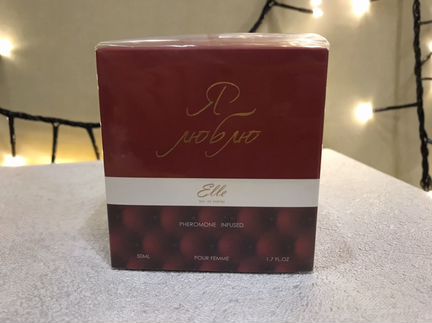 Я
люблю
Elle
eau de parfum
PHEROMONE INFUSED
50ML POUR FEMME 1.7 FL.OZ